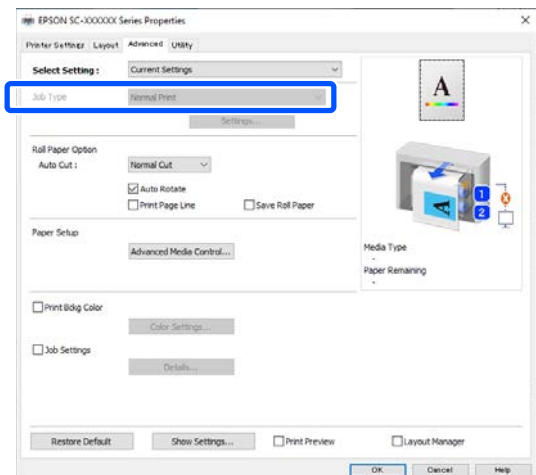 EPSON SC-XXXXXX Series Properties
Printer Settings Layout Advanced Utility
Select Setting : Current Settings
Job Type Normal Print
Settings...
Roll Paper Option
Auto Cut : Normal Cut
Auto Rotate
Print Page Line Save Roll Paper
Paper Setup
Advanced Media Control...
Print Bckg Color
Color Settings...
Job Settings
Details...
A
A
1
2
Media Type
-
Paper Remaining
-
Restore Default Show Settings... Print Preview Layout Manager
OK Cancel Help